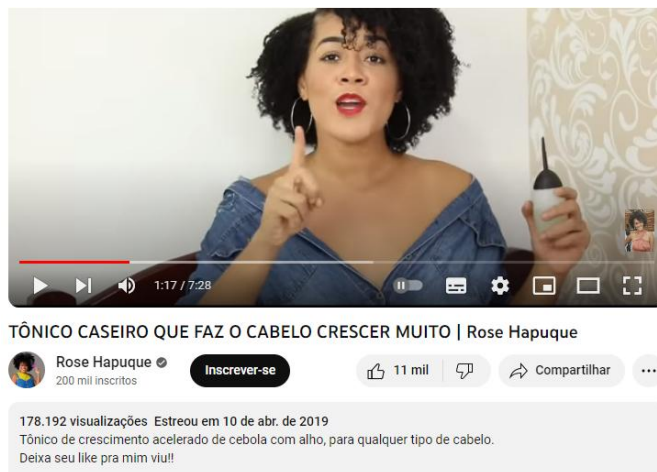 1:17 / 7:28
TÔNICO CASEIRO QUE FAZ O CABELO CRESCER MUITO | Rose Hapuque
Rose Hapuque
200 mil inscritos
Inscrever-se
11 mil
Compartilhar
178.192 visualizações Estreou em 10 de abr. de 2019
Tônico de crescimento acelerado de cebola com alho, para qualquer tipo de cabelo.
Deixa seu like pra mim viu!!